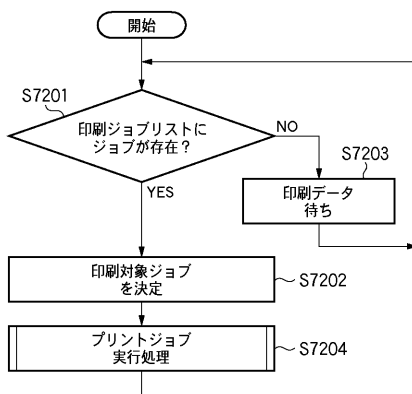 開始
S7201
印刷ジョブリストに
ジョブが存在?
NO
YES
S7203
印刷データ
待ち
印刷対象ジョブ
を決定
S7202
プリントジョブ
実行処理
S7204